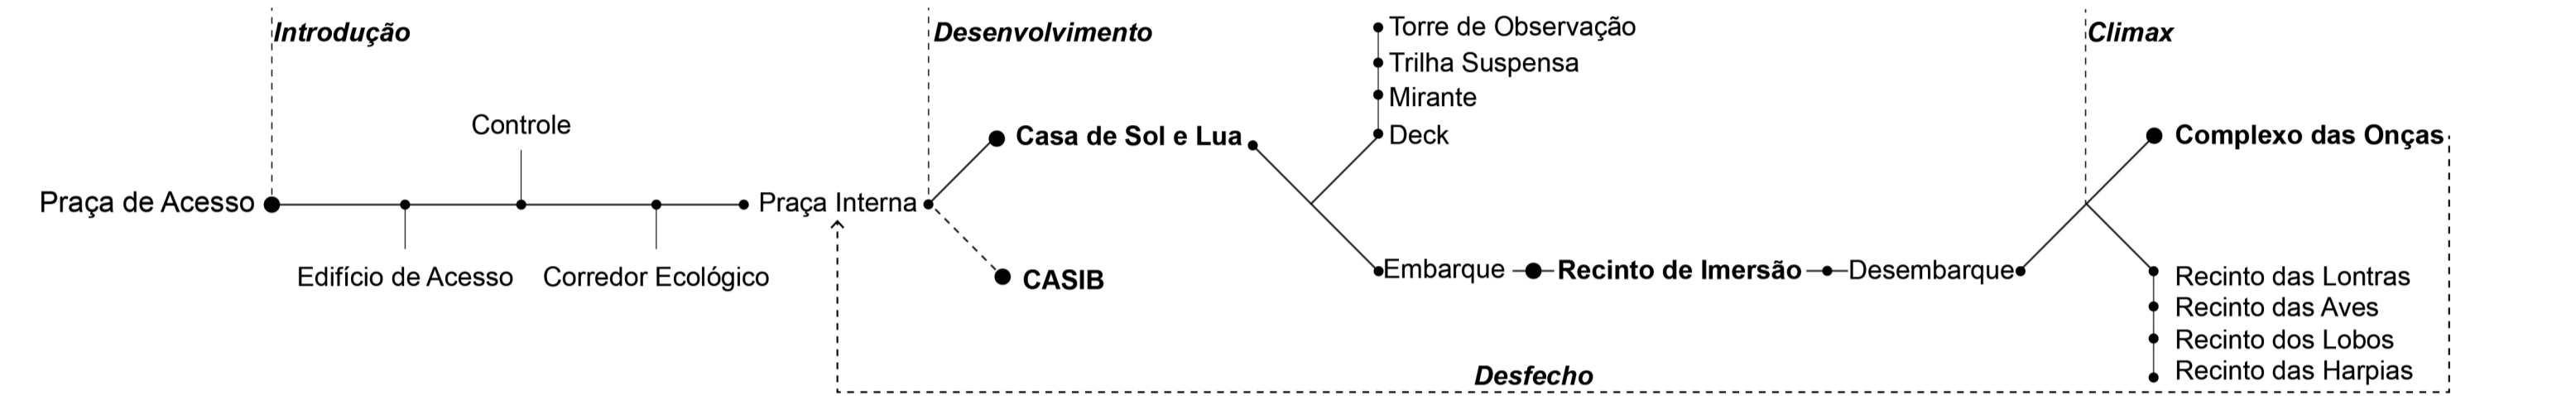 Introdução
Desenvolvimento
Climax
Torre de Observação
Trilha Suspensa
Mirante
Deck
Controle
Casa de Sol e Lua
Complexo das Onças
Praça de Acesso
Praça Interna
Edifício de Acesso
Corredor Ecológico
CASIB
Embarque
Recinto de Imersão
Desembarque
Recinto das Lontras
Recinto das Aves
Recinto dos Lobos
Recinto das Harpias
Desfecho